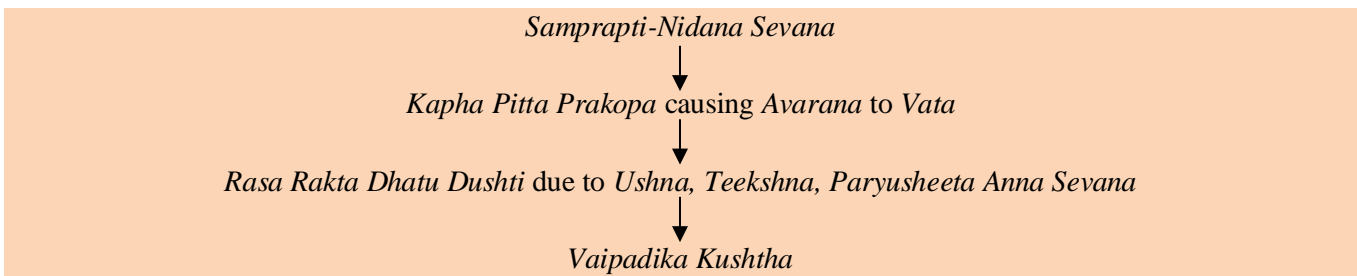 Samprapti-Nidana Sevana
Kapha Pitta Prakopa causing Avarana to Vata
Rasa Rakta Dhatu Dushti due to Ushna, Teekshna, Paryusheeta Anna Sevana
Vaipadika Kushtha